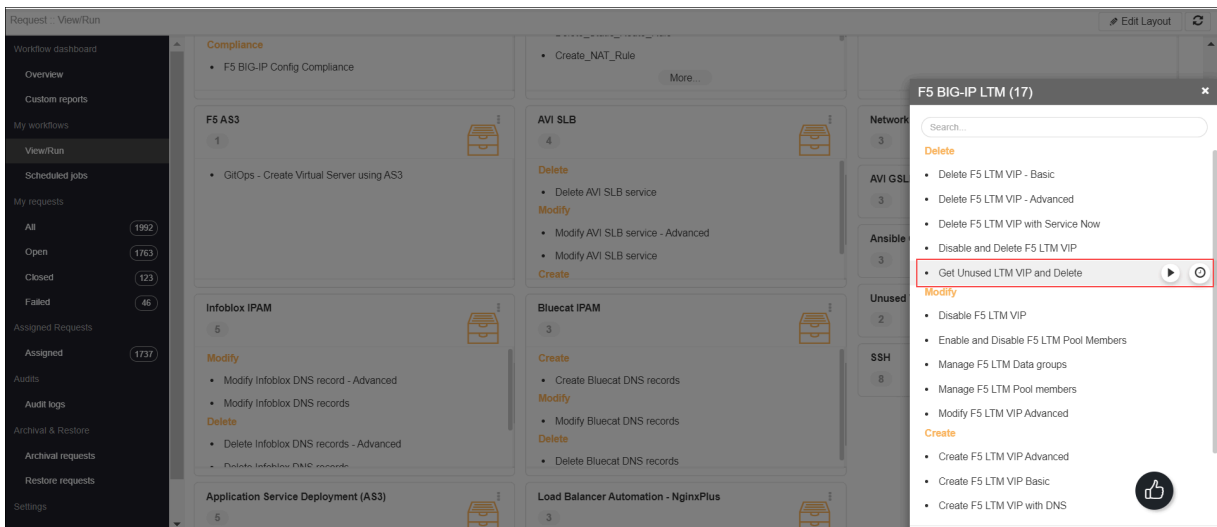 Request :: View/Run
Edit Layout
Workflow dashboard
Overview
Custom reports
My workflows
View/Run
Scheduled jobs
My requests
All
1992
Open
1763
Closed
123
Failed
46
Assigned Requests
Assigned
1737
Audits
Audit logs
Archival & Restore
Archival requests
Restore requests
Settings
Compliance
• F5 BIG-IP Config Compliance
• Create_NAT_Rule
More...
F5 AS3
1
• GitOps - Create Virtual Server using AS3
AVI SLB
4
Delete
• Delete AVI SLB service
Modify
• Modify AVI SLB service - Advanced
• Modify AVI SLB service
Create
Network
3
AVI GSL
3
Ansible
3
Unused
2
SSH
8
Infoblox IPAM
5
Modify
• Modify Infoblox DNS record - Advanced
• Modify Infoblox DNS records
Delete
• Delete Infoblox DNS records - Advanced
• Delete Infoblox DNS records
Bluecat IPAM
3
Create
• Create Bluecat DNS records
Modify
• Modify Bluecat DNS records
Delete
• Delete Bluecat DNS records
Application Service Deployment (AS3)
5
Load Balancer Automation - NginxPlus
3
F5 BIG-IP LTM (17)
×
Search...
Delete
• Delete F5 LTM VIP - Basic
• Delete F5 LTM VIP - Advanced
• Delete F5 LTM VIP with Service Now
• Disable and Delete F5 LTM VIP
• Get Unused LTM VIP and Delete
Modify
• Disable F5 LTM VIP
• Enable and Disable F5 LTM Pool Members
• Manage F5 LTM Data groups
• Manage F5 LTM Pool members
• Modify F5 LTM VIP Advanced
Create
• Create F5 LTM VIP Advanced
• Create F5 LTM VIP Basic
• Create F5 LTM VIP with DNS